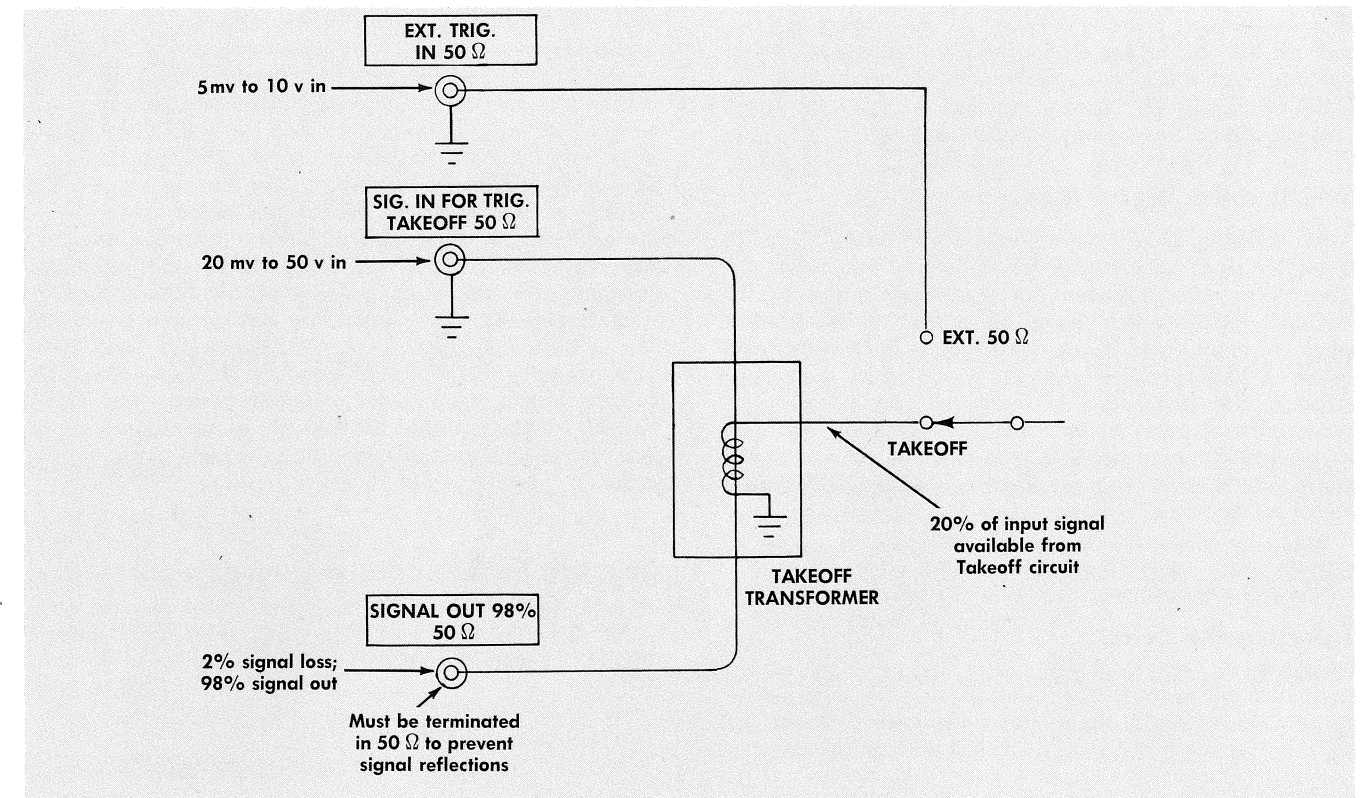 EXT. TRIG.
IN 50 Ω
5mv to 10 v in
SIG. IN FOR TRIG.
TAKEOFF 50 Ω
20 mv to 50 v in
EXT. 50 Ω
TAKEOFF
20% of input signal
available from
Takeoff circuit
TAKEOFF
TRANSFORMER
SIGNAL OUT 98%
50 Ω
2% signal loss;
98% signal out
Must be terminated
in 50 Ω to prevent
signal reflections